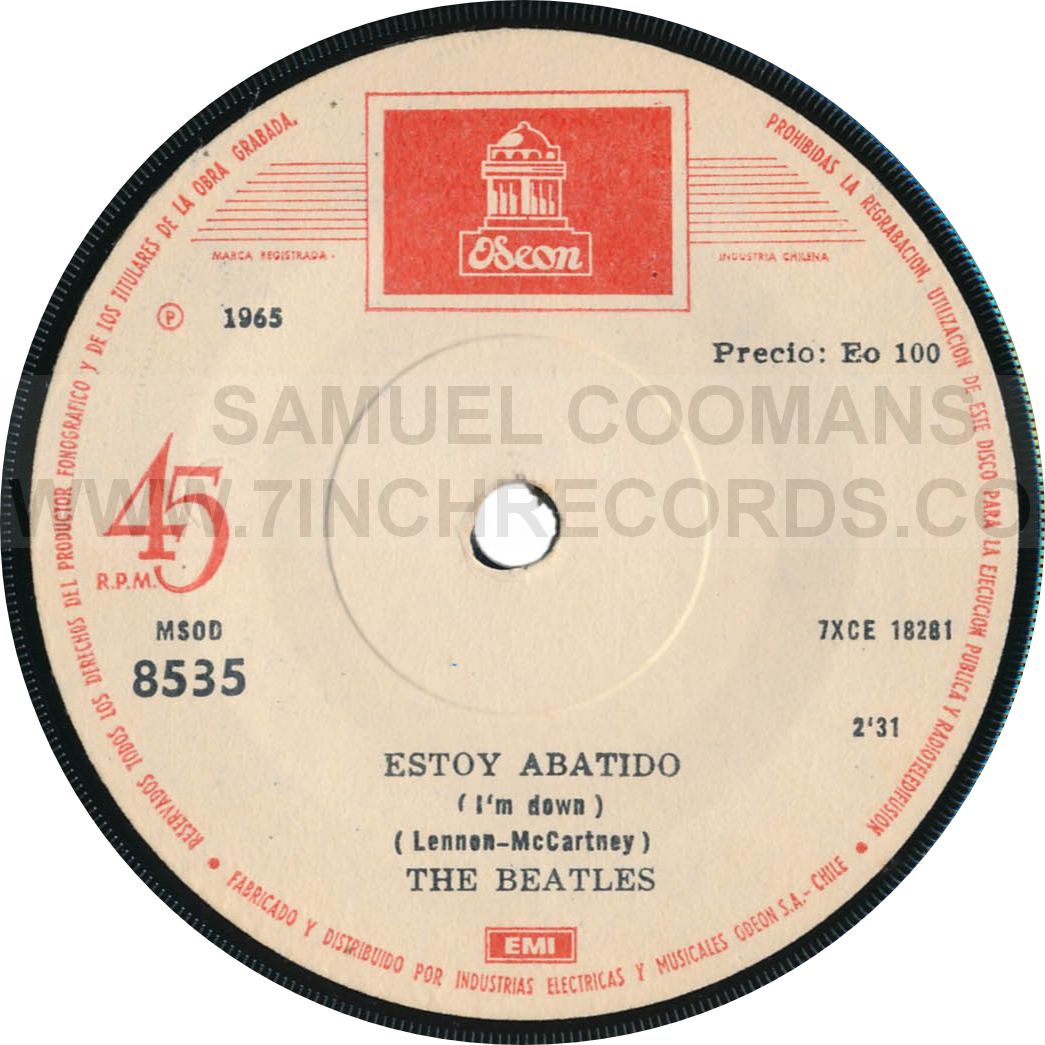 RESERVADOS TODOS LOS DERECHOS DEL PRODUCTOR FONOGRAFICO Y DE LOS TITULARES DE LA OBRA GRABADA.
PROHIBIDAS LA REGRABACION, UTILIZACION DE ESTE DISCO PARA LA EJECUCION PUBLICA Y RADIOTELEDIFUSION
Odeon
MARCA REGISTRADA.
INDUSTRIA CHILENA
Ⓟ 1965
Precio: Eo 100
SAMUEL COOMANS
WWW.7INCHRECORDS.CO
45
R.P.M.
MSOD
8535
7XCE 18281
2'31
ESTOY ABATIDO
(I'm down)
(Lennon-McCartney)
THE BEATLES
EMI
• FABRICADO Y DISTRIBUIDO POR INDUSTRIAS ELECTRICAS Y MUSICALES ODEON S.A.- CHILE •